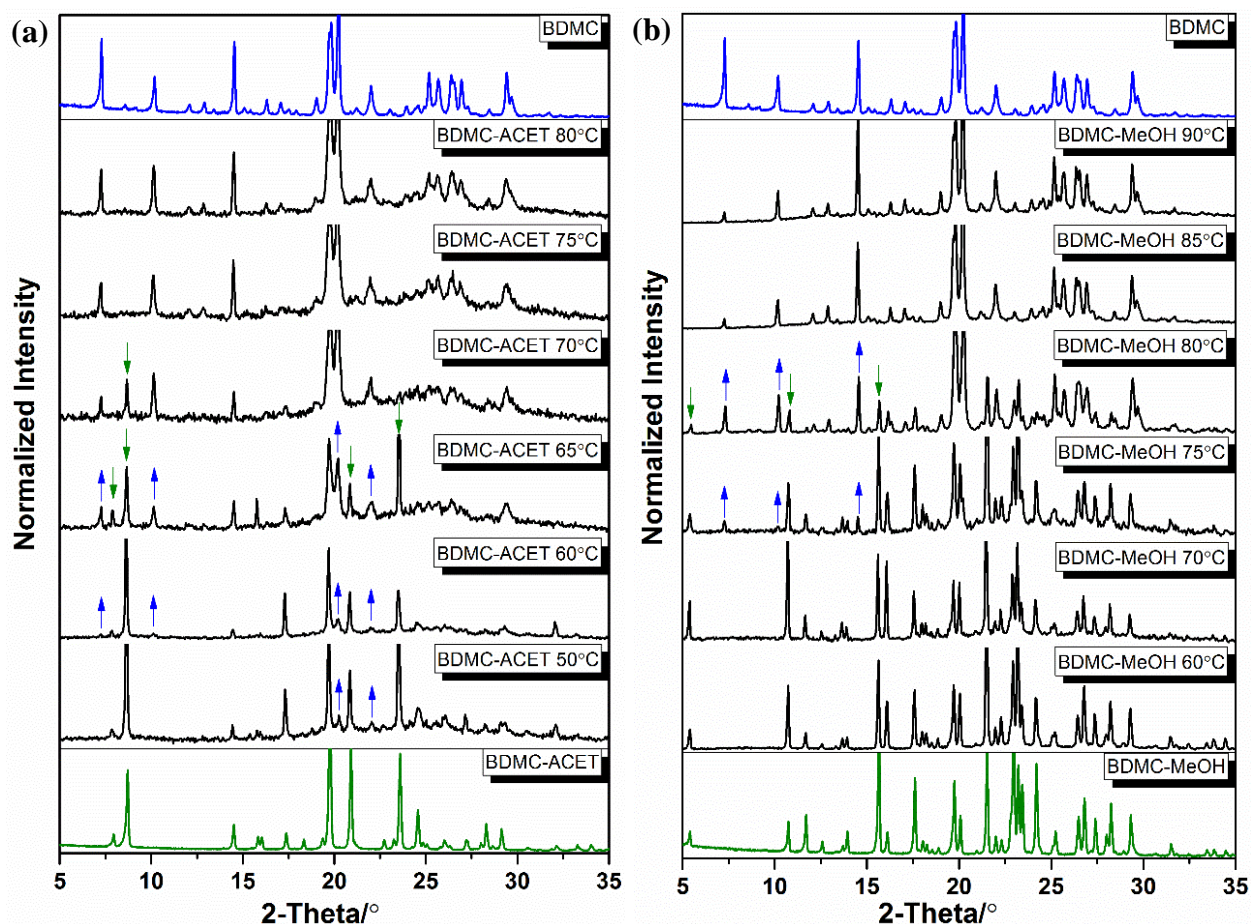 (a)
BDMC
BDMC-ACET 80°C
BDMC-ACET 75°C
BDMC-ACET 70°C
BDMC-ACET 65°C
BDMC-ACET 60°C
BDMC-ACET 50°C
BDMC-ACET
Normalized Intensity
5 10 15 20 25 30 35
2-Theta/°
(b)
BDMC
BDMC-MeOH 90°C
BDMC-MeOH 85°C
BDMC-MeOH 80°C
BDMC-MeOH 75°C
BDMC-MeOH 70°C
BDMC-MeOH 60°C
BDMC-MeOH
Normalized Intensity
5 10 15 20 25 30 35
2-Theta/°